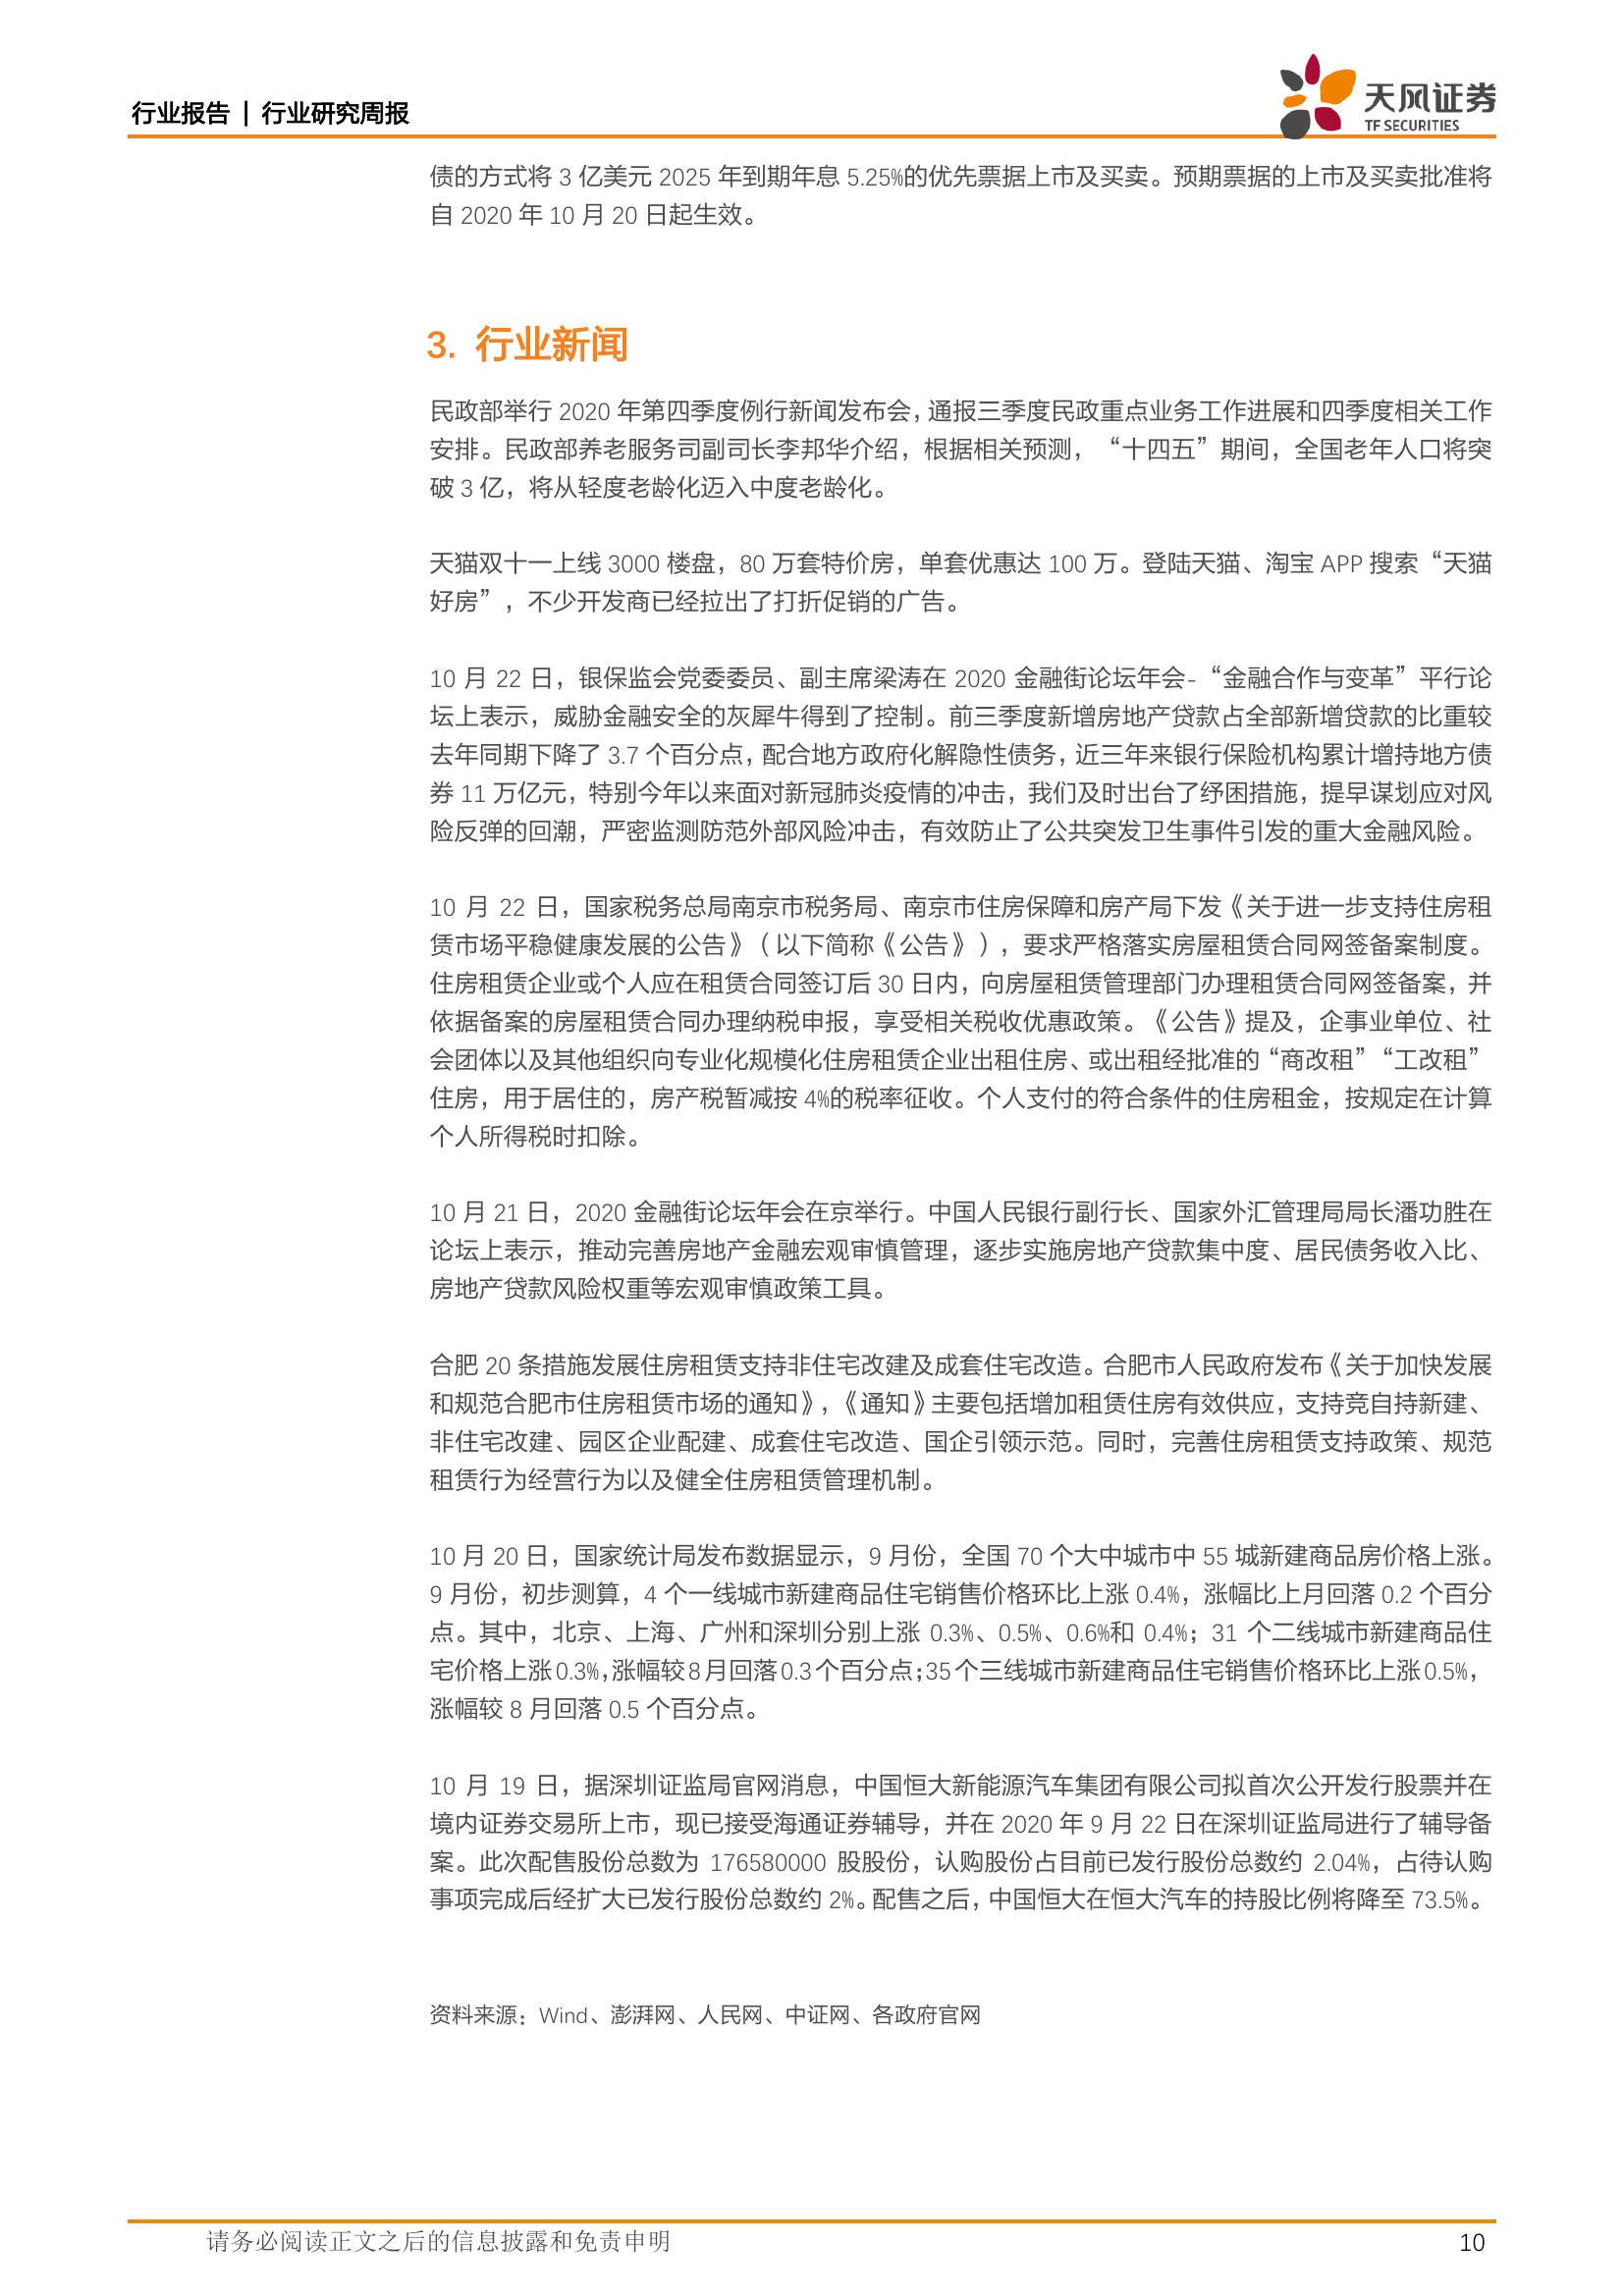 行业报告 | 行业研究周报
天风证券
TF SECURITIES
债的方式将 3 亿美元 2025 年到期年息 5.25%的优先票据上市及买卖。预期票据的上市及买卖批准将
自 2020 年 10 月 20 日起生效。
3. 行业新闻
民政部举行 2020 年第四季度例行新闻发布会，通报三季度民政重点业务工作进展和四季度相关工作
安排。民政部养老服务司副司长李邦华介绍，根据相关预测，“十四五”期间，全国老年人口将突
破 3 亿，将从轻度老龄化迈入中度老龄化。
天猫双十一上线 3000 楼盘，80 万套特价房，单套优惠达 100 万。登陆天猫、淘宝 APP 搜索“天猫
好房”，不少开发商已经拉出了打折促销的广告。
10 月 22 日，银保监会党委委员、副主席梁涛在 2020 金融街论坛年会-“金融合作与变革”平行论
坛上表示，威胁金融安全的灰犀牛得到了控制。前三季度新增房地产贷款占全部新增贷款的比重较
去年同期下降了 3.7 个百分点，配合地方政府化解隐性债务，近三年来银行保险机构累计增持地方债
券 11 万亿元，特别今年以来面对新冠肺炎疫情的冲击，我们及时出台了纾困措施，提早谋划应对风
险反弹的回潮，严密监测防范外部风险冲击，有效防止了公共突发卫生事件引发的重大金融风险。
10 月 22 日，国家税务总局南京市税务局、南京市住房保障和房产局下发《关于进一步支持住房租
赁市场平稳健康发展的公告》（以下简称《公告》），要求严格落实房屋租赁合同网签备案制度。
住房租赁企业或个人应在租赁合同签订后 30 日内，向房屋租赁管理部门办理租赁合同网签备案，并
依据备案的房屋租赁合同办理纳税申报，享受相关税收优惠政策。《公告》提及，企事业单位、社
会团体以及其他组织向专业化规模化住房租赁企业出租住房、或出租经批准的“商改租”“工改租”
住房，用于居住的，房产税暂减按 4%的税率征收。个人支付的符合条件的住房租金，按规定在计算
个人所得税时扣除。
10 月 21 日，2020 金融街论坛年会在京举行。中国人民银行副行长、国家外汇管理局局长潘功胜在
论坛上表示，推动完善房地产金融宏观审慎管理，逐步实施房地产贷款集中度、居民债务收入比、
房地产贷款风险权重等宏观审慎政策工具。
合肥 20 条措施发展住房租赁支持非住宅改建及成套住宅改造。合肥市人民政府发布《关于加快发展
和规范合肥市住房租赁市场的通知》，《通知》主要包括增加租赁住房有效供应，支持竞自持新建、
非住宅改建、园区企业配建、成套住宅改造、国企引领示范。同时，完善住房租赁支持政策、规范
租赁行为经营行为以及健全住房租赁管理机制。
10 月 20 日，国家统计局发布数据显示，9 月份，全国 70 个大中城市中 55 城新建商品房价格上涨。
9 月份，初步测算，4 个一线城市新建商品住宅销售价格环比上涨 0.4%，涨幅比上月回落 0.2 个百分
点。其中，北京、上海、广州和深圳分别上涨 0.3%、0.5%、0.6%和 0.4%；31 个二线城市新建商品住
宅价格上涨 0.3%，涨幅较 8 月回落 0.3 个百分点；35 个三线城市新建商品住宅销售价格环比上涨 0.5%，
涨幅较 8 月回落 0.5 个百分点。
10 月 19 日，据深圳证监局官网消息，中国恒大新能源汽车集团有限公司拟首次公开发行股票并在
境内证券交易所上市，现已接受海通证券辅导，并在 2020 年 9 月 22 日在深圳证监局进行了辅导备
案。此次配售股份总数为 176580000 股股份，认购股份占目前已发行股份总数约 2.04%，占待认购
事项完成后经扩大已发行股份总数约 2%。配售之后，中国恒大在恒大汽车的持股比例将降至 73.5%。
资料来源：Wind、澎湃网、人民网、中证网、各政府官网
请务必阅读正文之后的信息披露和免责申明
10